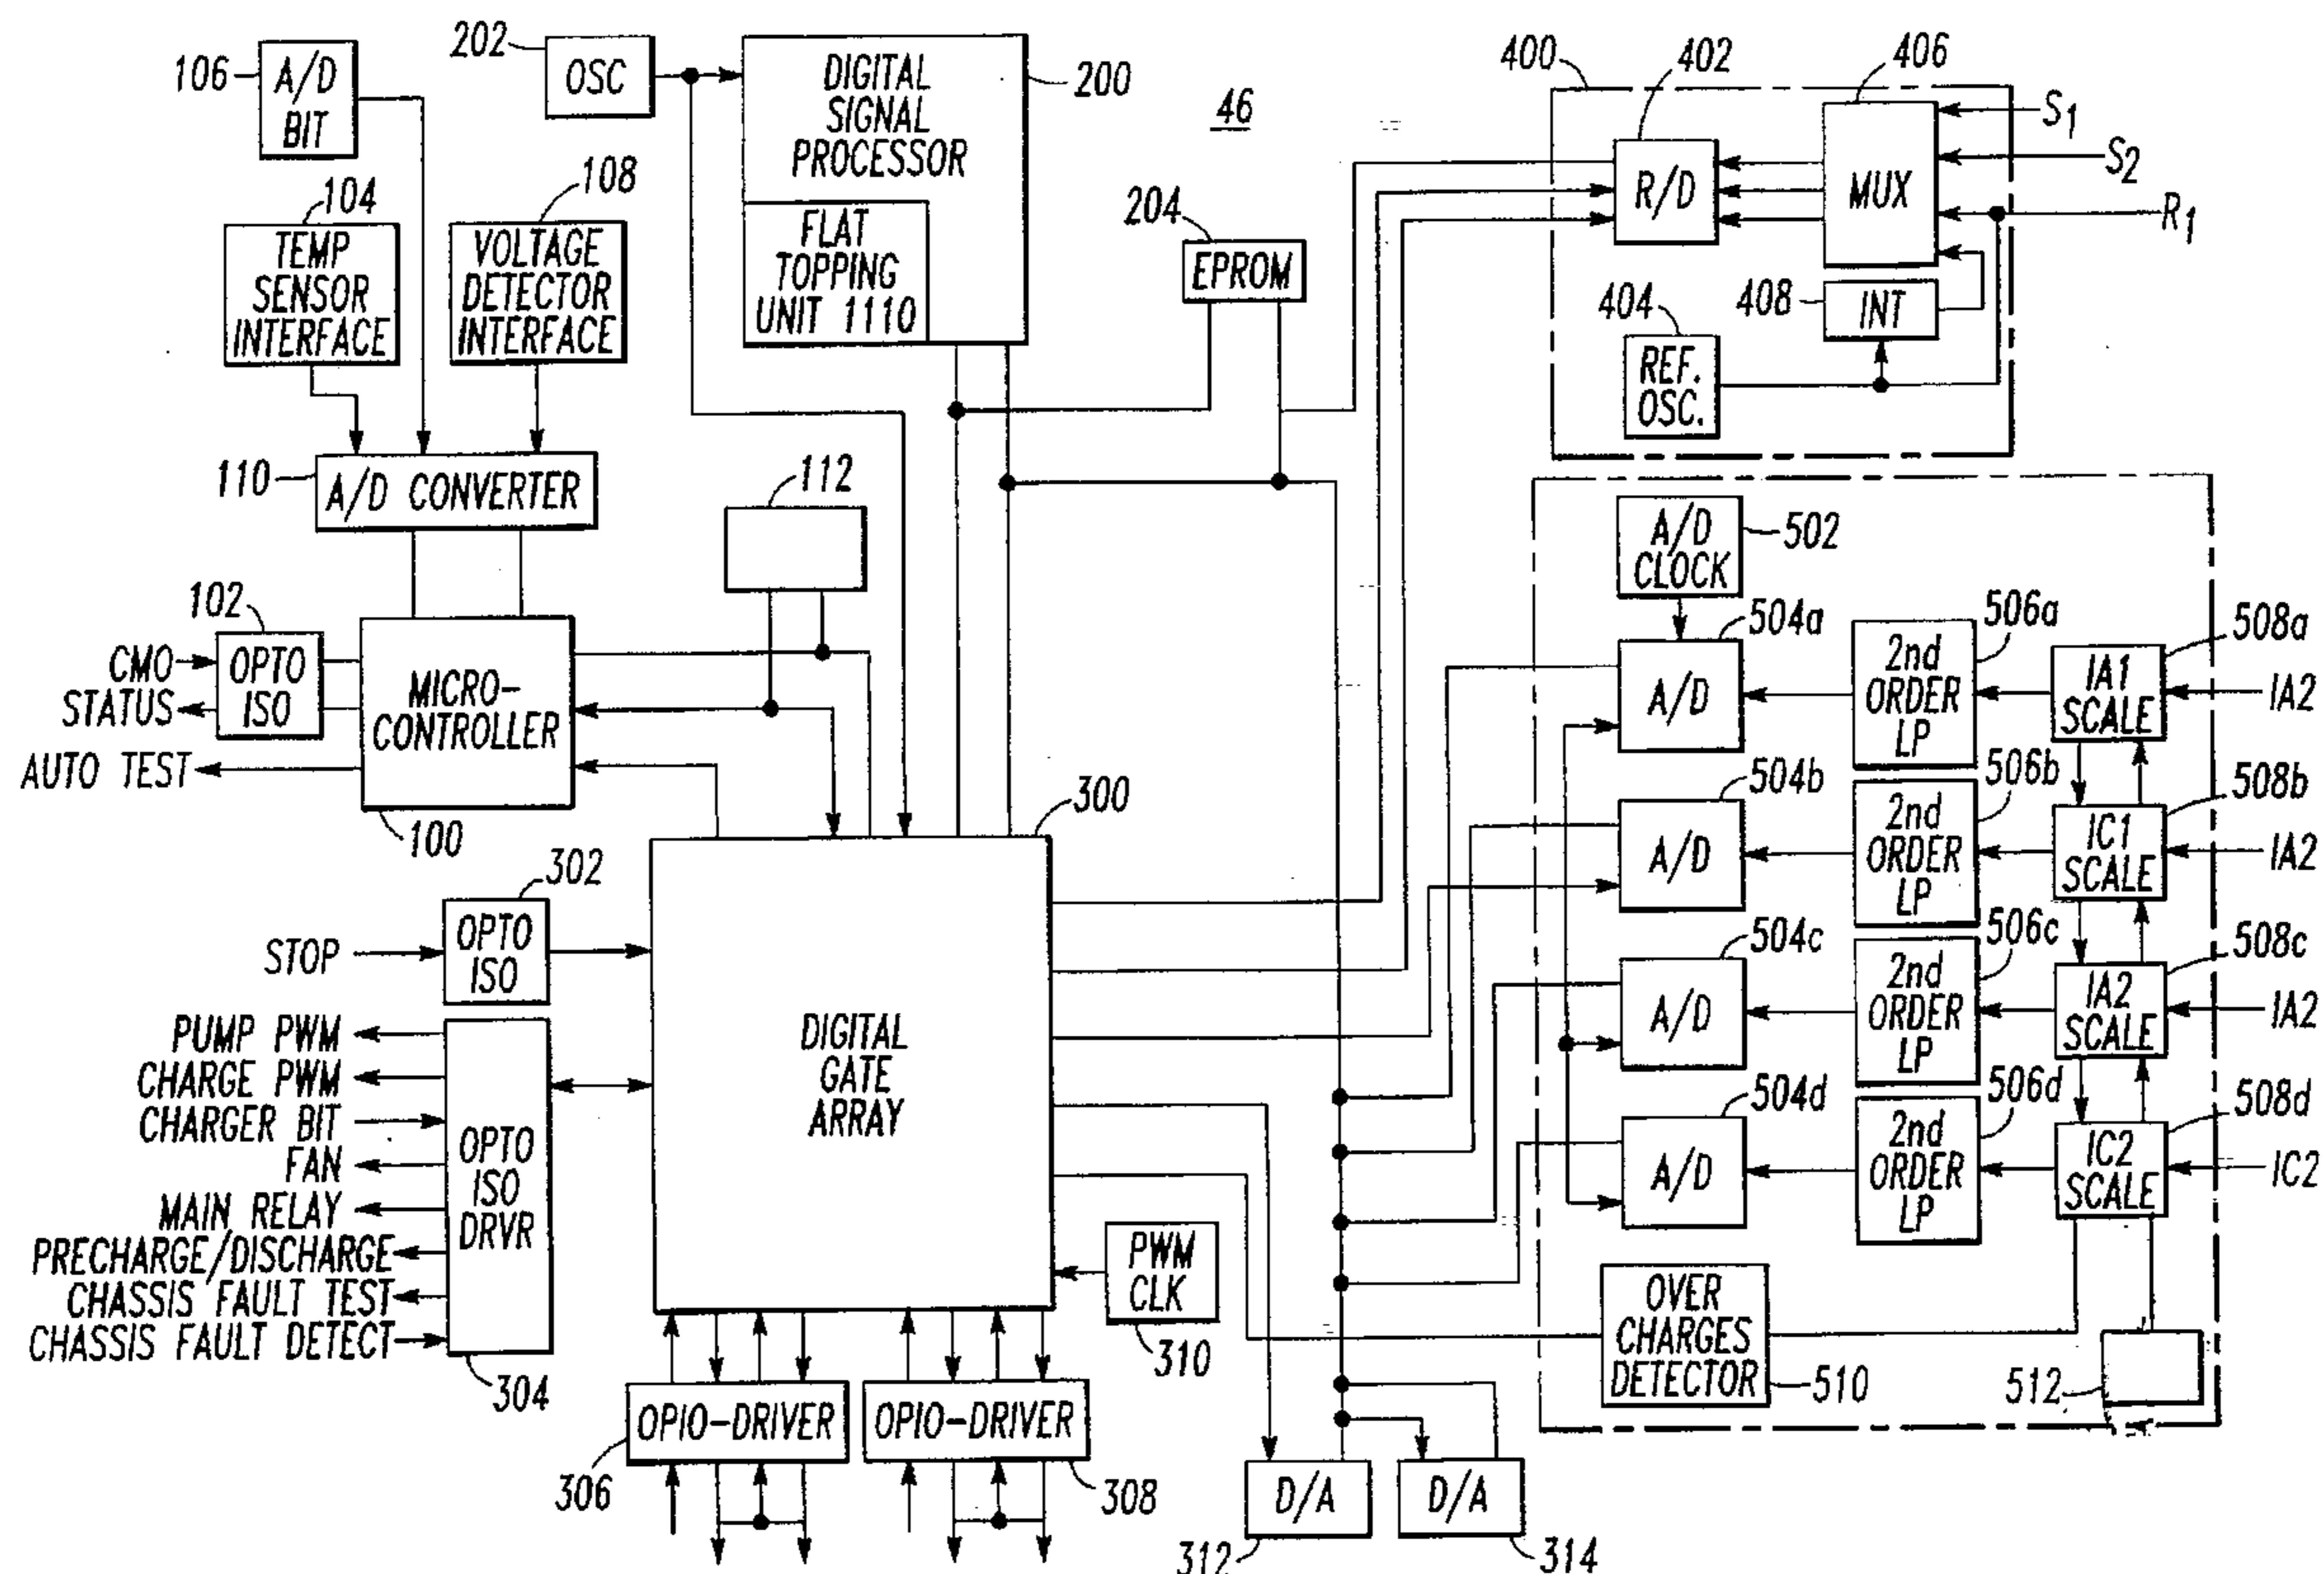 106
A/D
BIT
202
OSC
DIGITAL
SIGNAL
PROCESSOR
200
FLAT
TOPPING
UNIT 1110
46
400
402
406
R/D
MUX
S1
S2
R1
408
INT
404
REF.
OSC.
104
TEMP
SENSOR
INTERFACE
108
VOLTAGE
DETECTOR
INTERFACE
204
EPROM
110
A/D CONVERTER
112
102
CMO
STATUS
OPTO
ISO
AUTO TEST
MICRO-
CONTROLLER
100
A/D
CLOCK
502
504a
A/D
506a
2nd
ORDER
LP
508a
IA1
SCALE
IA2
504b
A/D
506b
2nd
ORDER
LP
508b
IC1
SCALE
IA2
504c
A/D
506c
2nd
ORDER
LP
508c
IA2
SCALE
IA2
504d
A/D
506d
2nd
ORDER
LP
508d
IC2
SCALE
IC2
300
DIGITAL
GATE
ARRAY
302
STOP
OPTO
ISO
PUMP PWM
CHARGE PWM
CHARGER BIT
FAN
MAIN RELAY
PRECHARGE/DISCHARGE
CHASSIS FAULT TEST
CHASSIS FAULT DETECT
OPTO
ISO
DRVR
304
PWM
CLK
310
OVER
CHARGES
DETECTOR
510
512
OPIO-DRIVER
306
OPIO-DRIVER
308
D/A
312
D/A
314